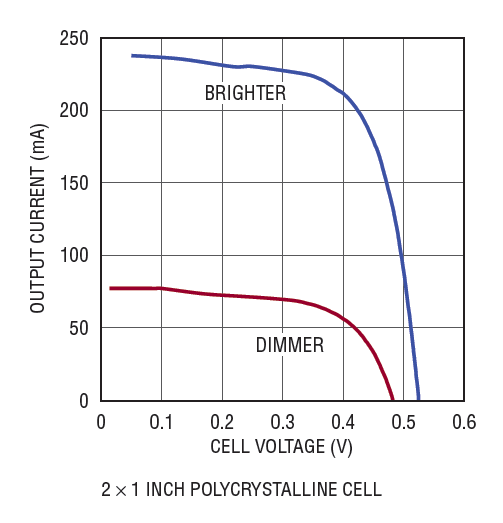 250
200
150
100
50
0
OUTPUT CURRENT (mA)
BRIGHTER
DIMMER
0 0.1 0.2 0.3 0.4 0.5 0.6
CELL VOLTAGE (V)
2 × 1 INCH POLYCRYSTALLINE CELL